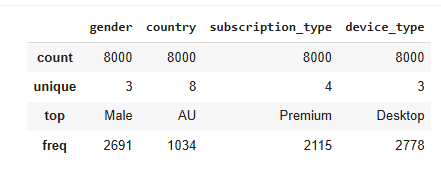 gender country subscription_type device_type
count 8000 8000 8000 8000
unique 3 8 4 3
top Male AU Premium Desktop
freq 2691 1034 2115 2778